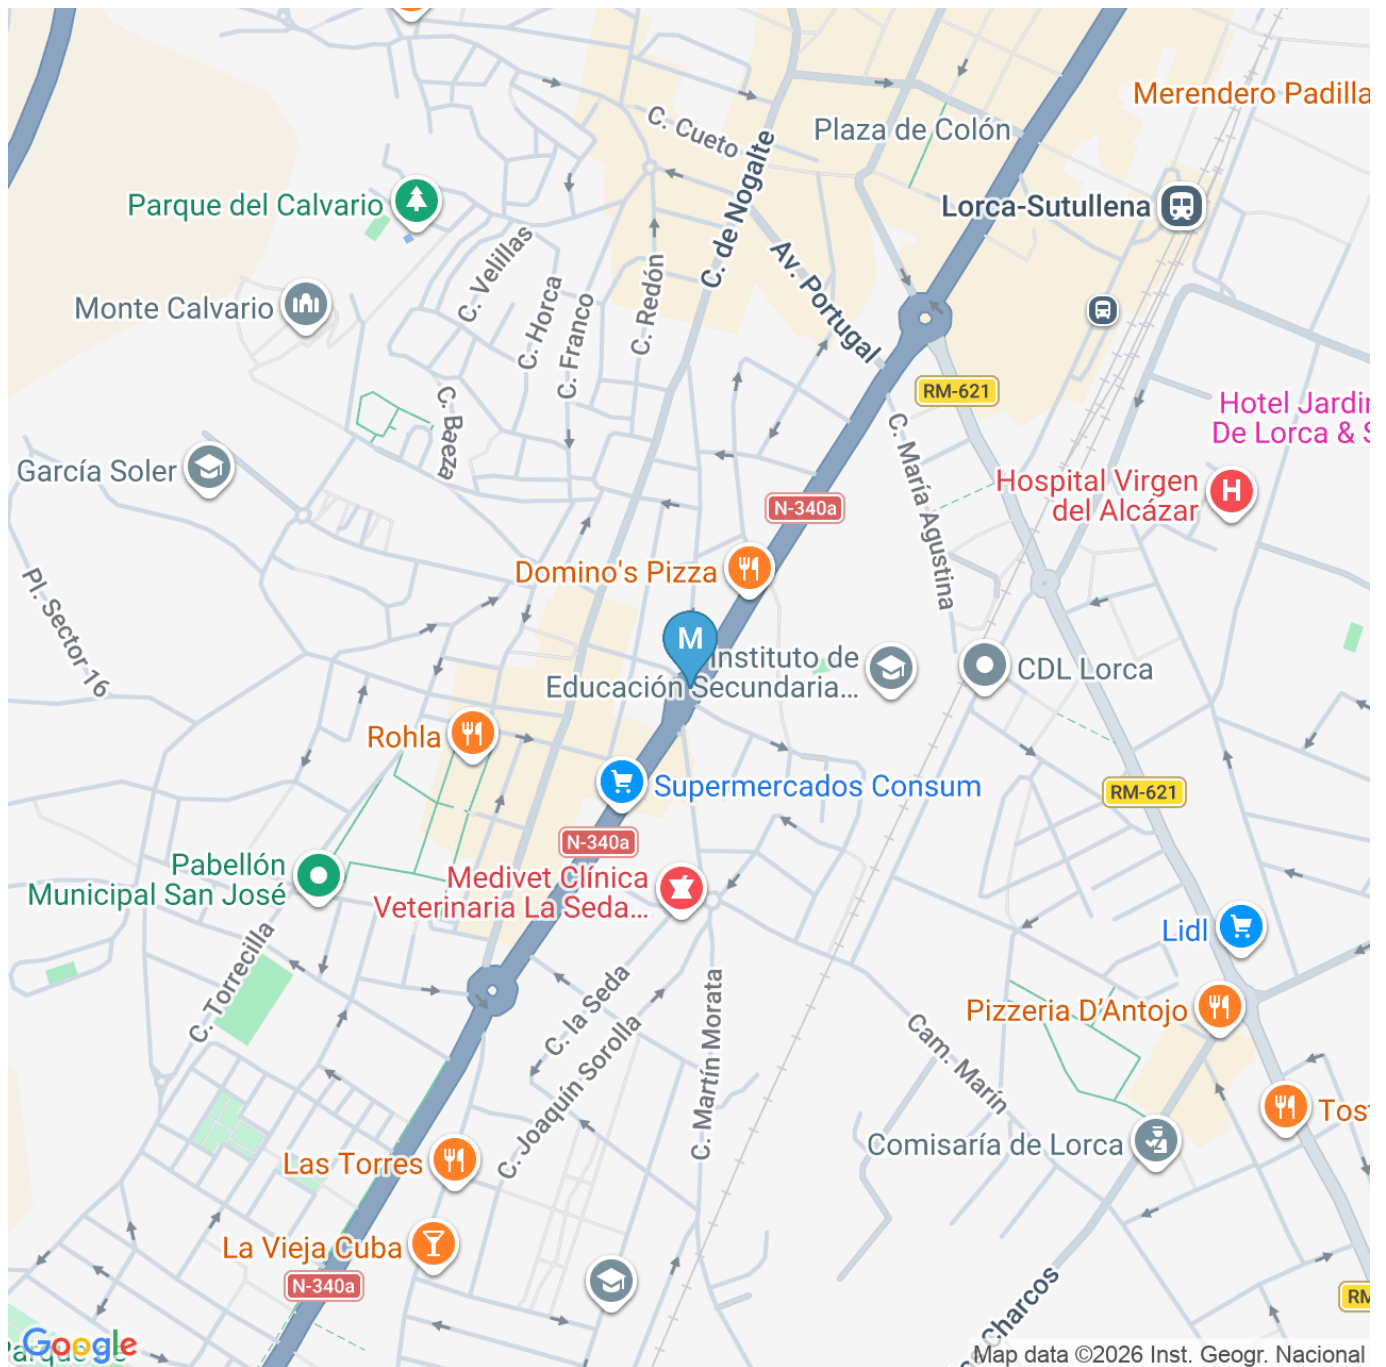 Merendero Padilla
C. Cueto
Plaza de Colón
C. de Nogalte
Parque del Calvario
Lorca-Sutullena
C. Velillas
C. Redón
Av. Portugal
C. Horca
Monte Calvario
C. Franco
RM-621
C. Baeza
Hotel Jardin
De Lorca & S
C. María Agustina
García Soler
Hospital Virgen
del Alcázar
N-340a
Domino's Pizza
Pl. Sector 16
M
Instituto de
Educación Secundaria...
CDL Lorca
Rohla
Supermercados Consum
RM-621
N-340a
Pabellón
Municipal San José
Medivet Clínica
Veterinaria La Seda...
Lidl
C. Torrecilla
C. la Seda
Pizzeria D'Antojo
C. Joaquín Sorolla
C. Martín Morata
Cam. Marín
Tost
Comisaría de Lorca
Las Torres
La Vieja Cuba
N-340a
RM
Charcos
Google
Map data ©2026 Inst. Geogr. Nacional